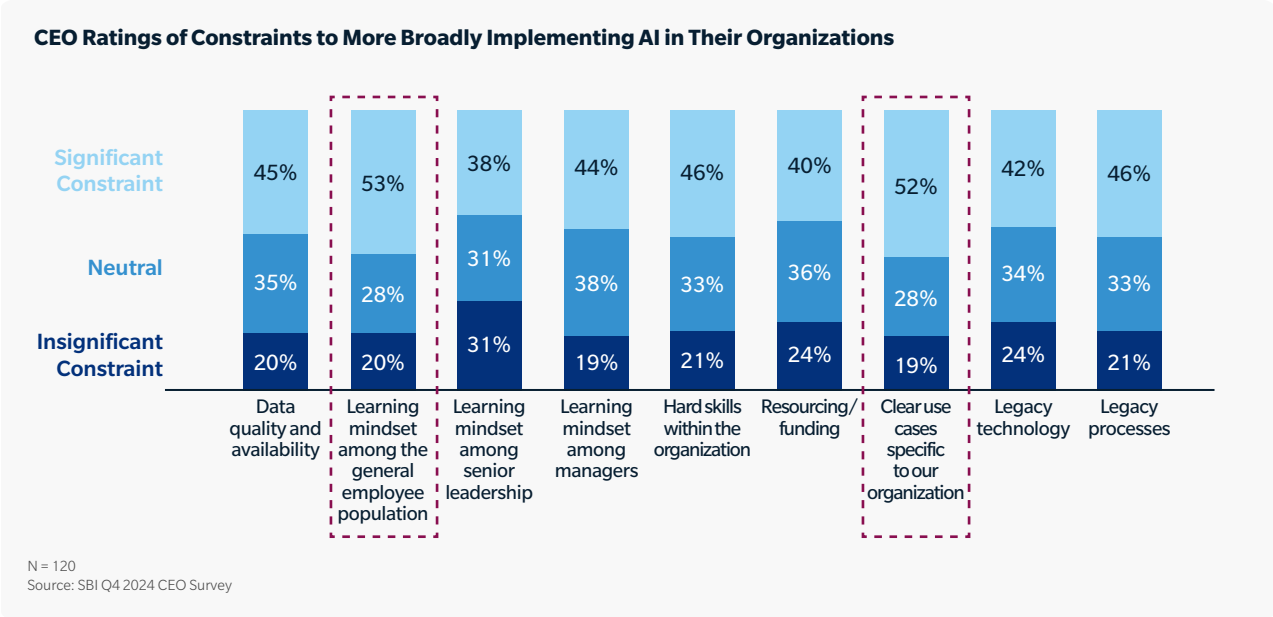 CEO Ratings of Constraints to More Broadly Implementing AI in Their Organizations
Significant
Constraint
Neutral
Insignificant
Constraint
45%
35%
20%
53%
28%
20%
38%
31%
31%
44%
38%
19%
46%
33%
21%
40%
36%
24%
52%
28%
19%
42%
34%
24%
46%
33%
21%
Data
quality and
availability
Learning
mindset
among the
general
employee
population
Learning
mindset
among
senior
leadership
Learning
mindset
among
managers
Hard skills
within the
organization
Resourcing/
funding
Clear use
cases
specific
to our
organization
Legacy
technology
Legacy
processes
N = 120
Source: SBI Q4 2024 CEO Survey